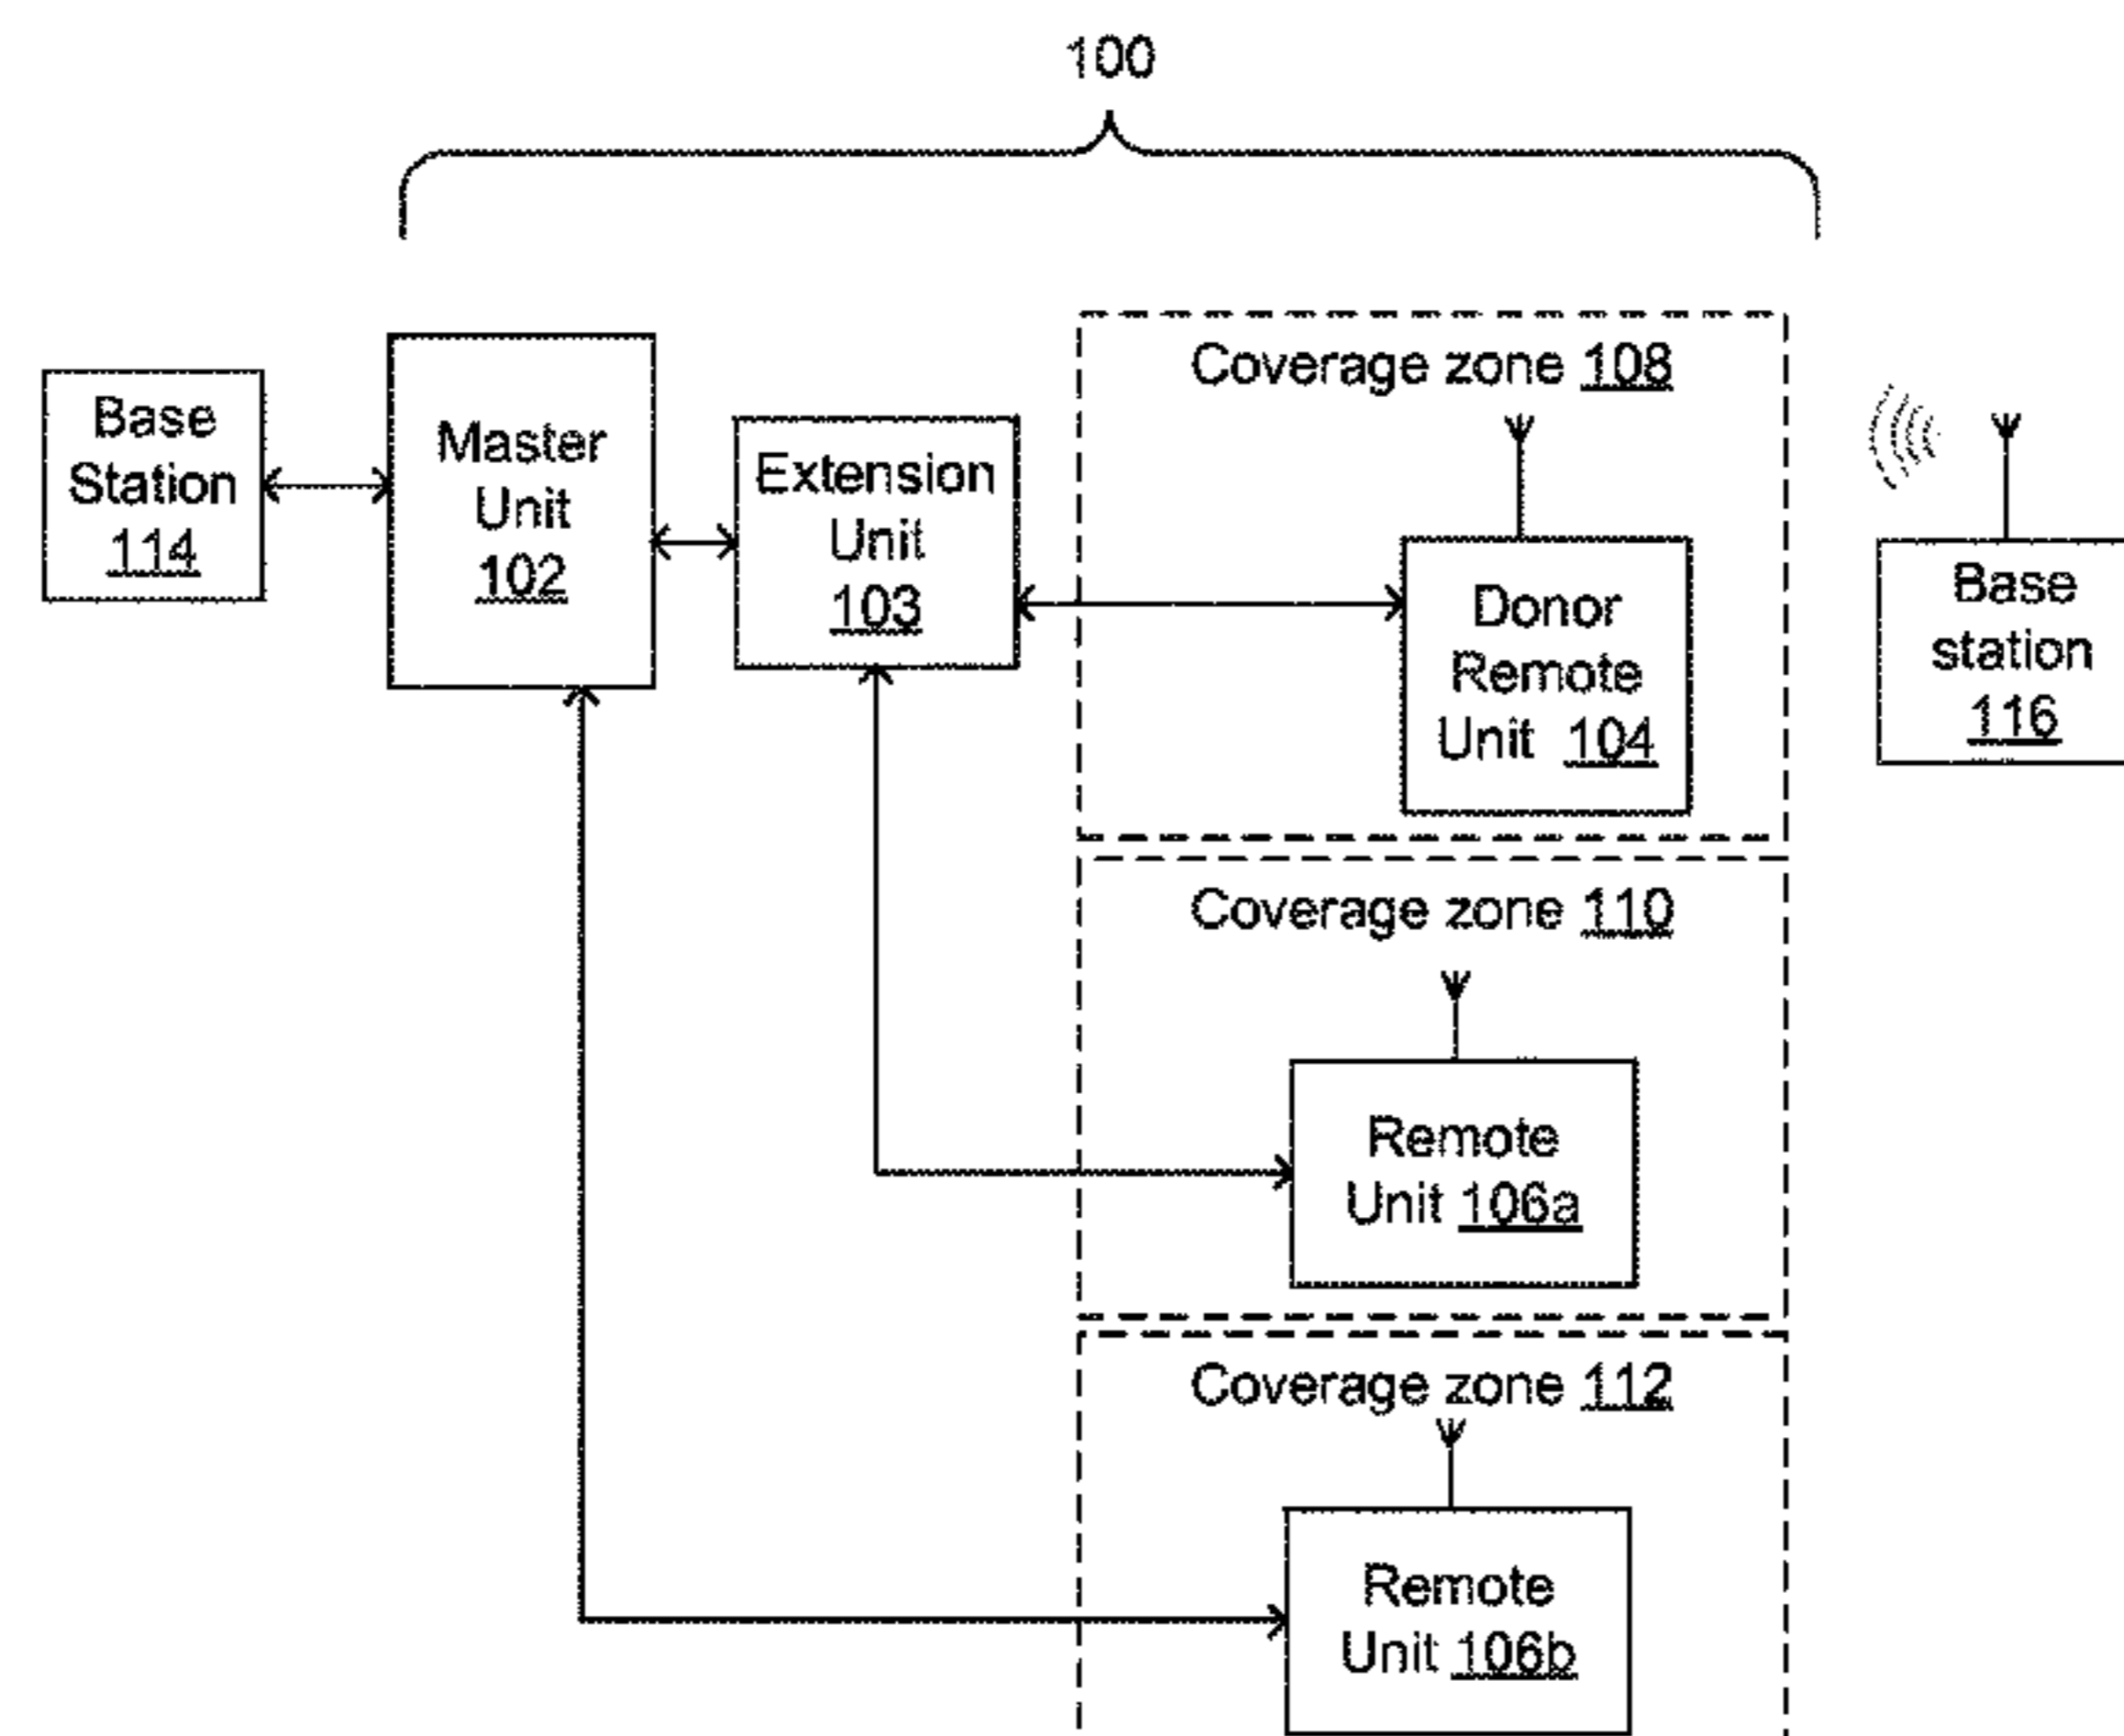 100
Base
Station
114
Master
Unit
102
Extension
Unit
103
Coverage zone 108
Donor
Remote
Unit 104
Base
station
116
Coverage zone 110
Remote
Unit 106a
Coverage zone 112
Remote
Unit 106b